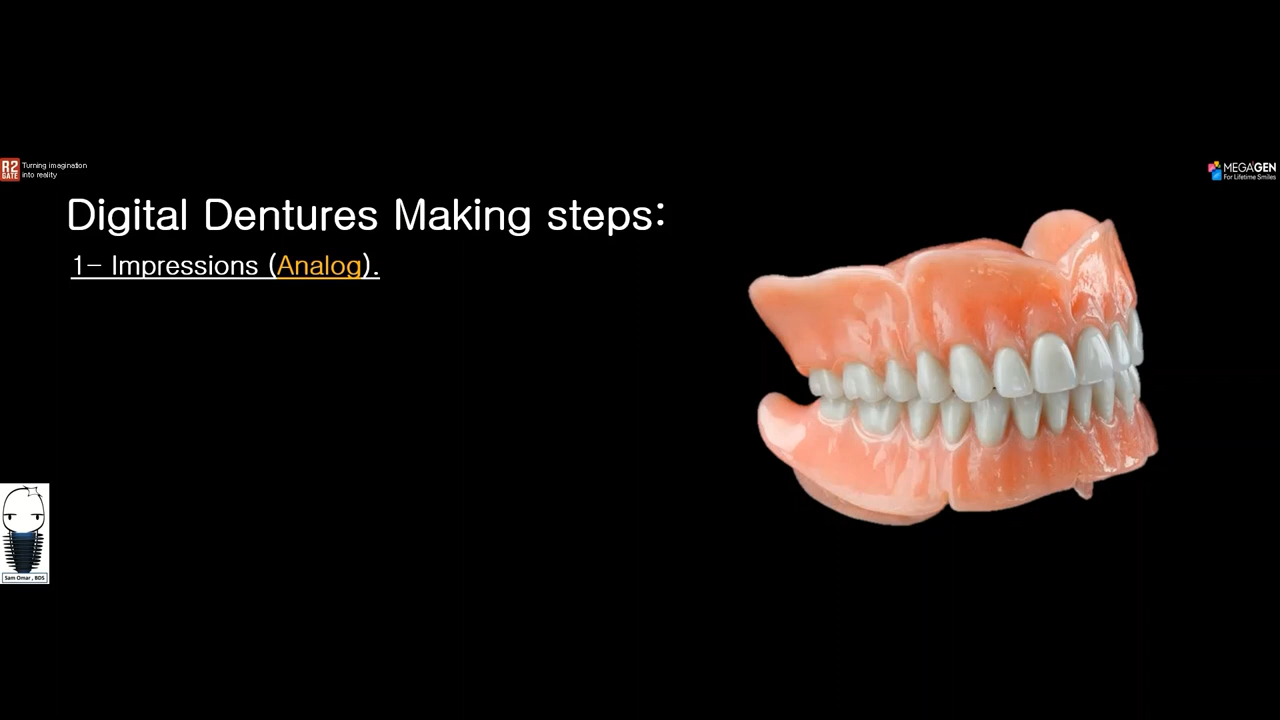 R2
GATE
Turning imagination
into reality
MEGAGEN
For Lifetime Smiles
Digital Dentures Making steps:
1- Impressions (Analog).
Sam Omar , BDS